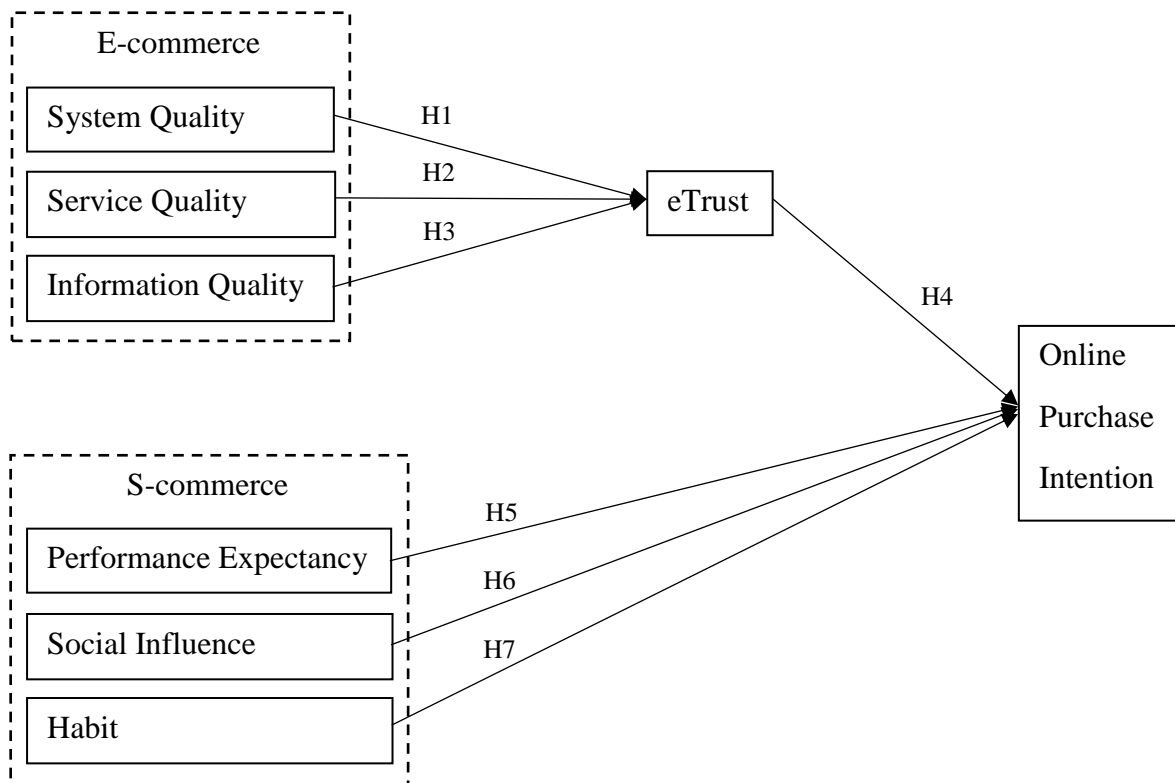 E-commerce
System Quality
H1
Service Quality
H2
eTrust
Information Quality
H3
H4
Online
Purchase
Intention
S-commerce
Performance Expectancy
H5
Social Influence
H6
Habit
H7